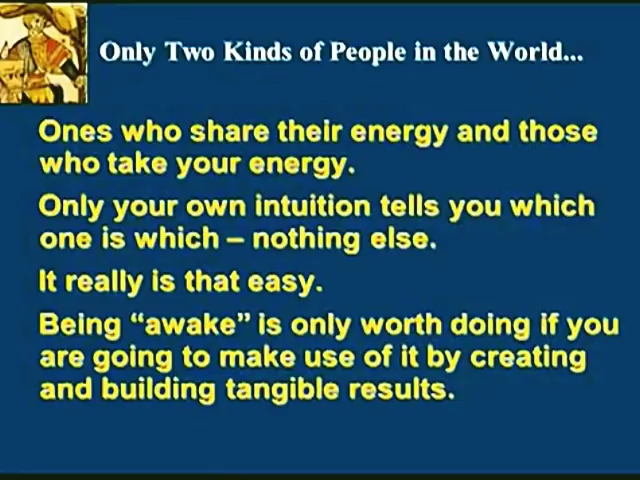 Only Two Kinds of People in the World...
Ones who share their energy and those
who take your energy.
Only your own intuition tells you which
one is which – nothing else.
It really is that easy.
Being “awake” is only worth doing if you
are going to make use of it by creating
and building tangible results.